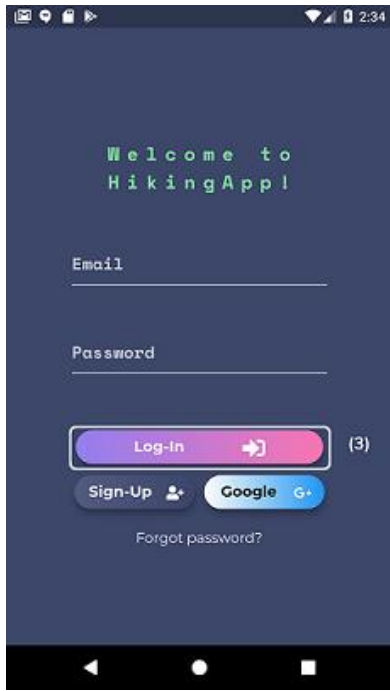 2:34
Welcome to
HikingApp!
Email
Password
Log-In
(3)
Sign-Up
Google G+
Forgot password?